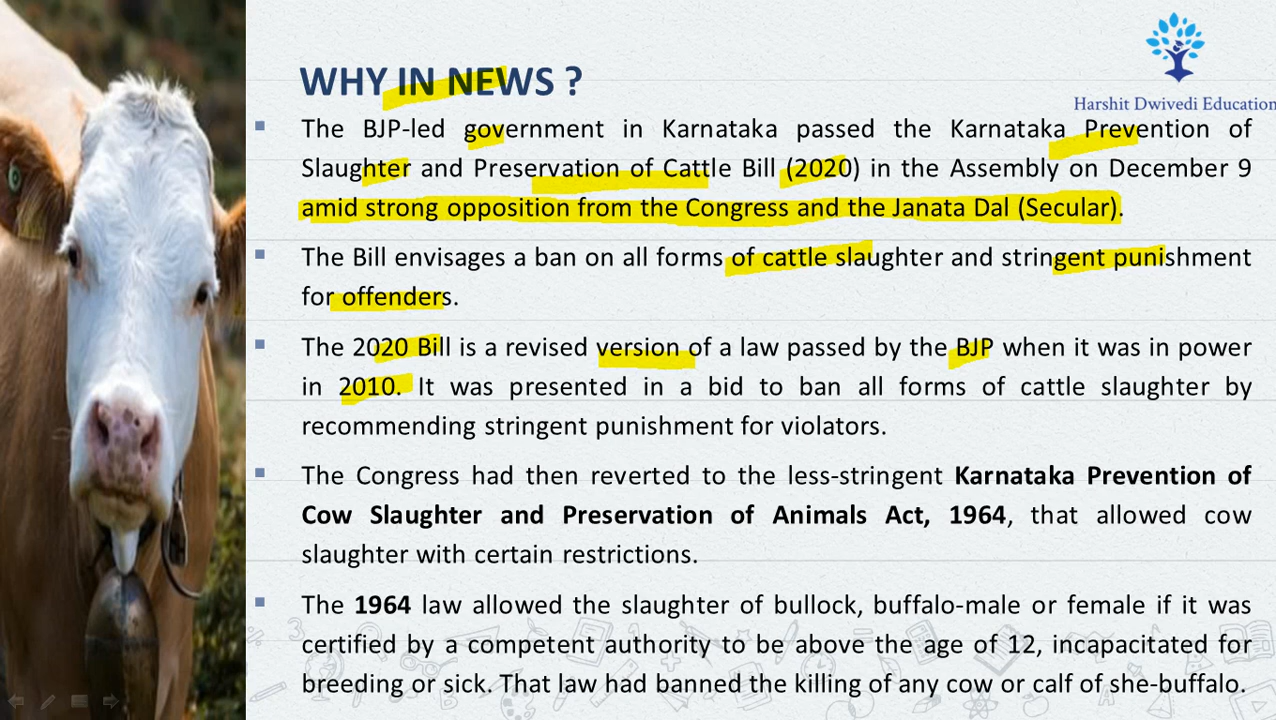 Harshit Dwivedi Education
WHY IN NEWS ?
The BJP-led government in Karnataka passed the Karnataka Prevention of
Slaughter and Preservation of Cattle Bill (2020) in the Assembly on December 9
amid strong opposition from the Congress and the Janata Dal (Secular).
The Bill envisages a ban on all forms of cattle slaughter and stringent punishment
for offenders.
The 2020 Bill is a revised version of a law passed by the BJP when it was in power
in 2010. It was presented in a bid to ban all forms of cattle slaughter by
recommending stringent punishment for violators.
The Congress had then reverted to the less-stringent Karnataka Prevention of
Cow Slaughter and Preservation of Animals Act, 1964, that allowed cow
slaughter with certain restrictions.
The 1964 law allowed the slaughter of bullock, buffalo-male or female if it was
certified by a competent authority to be above the age of 12, incapacitated for
breeding or sick. That law had banned the killing of any cow or calf of she-buffalo.